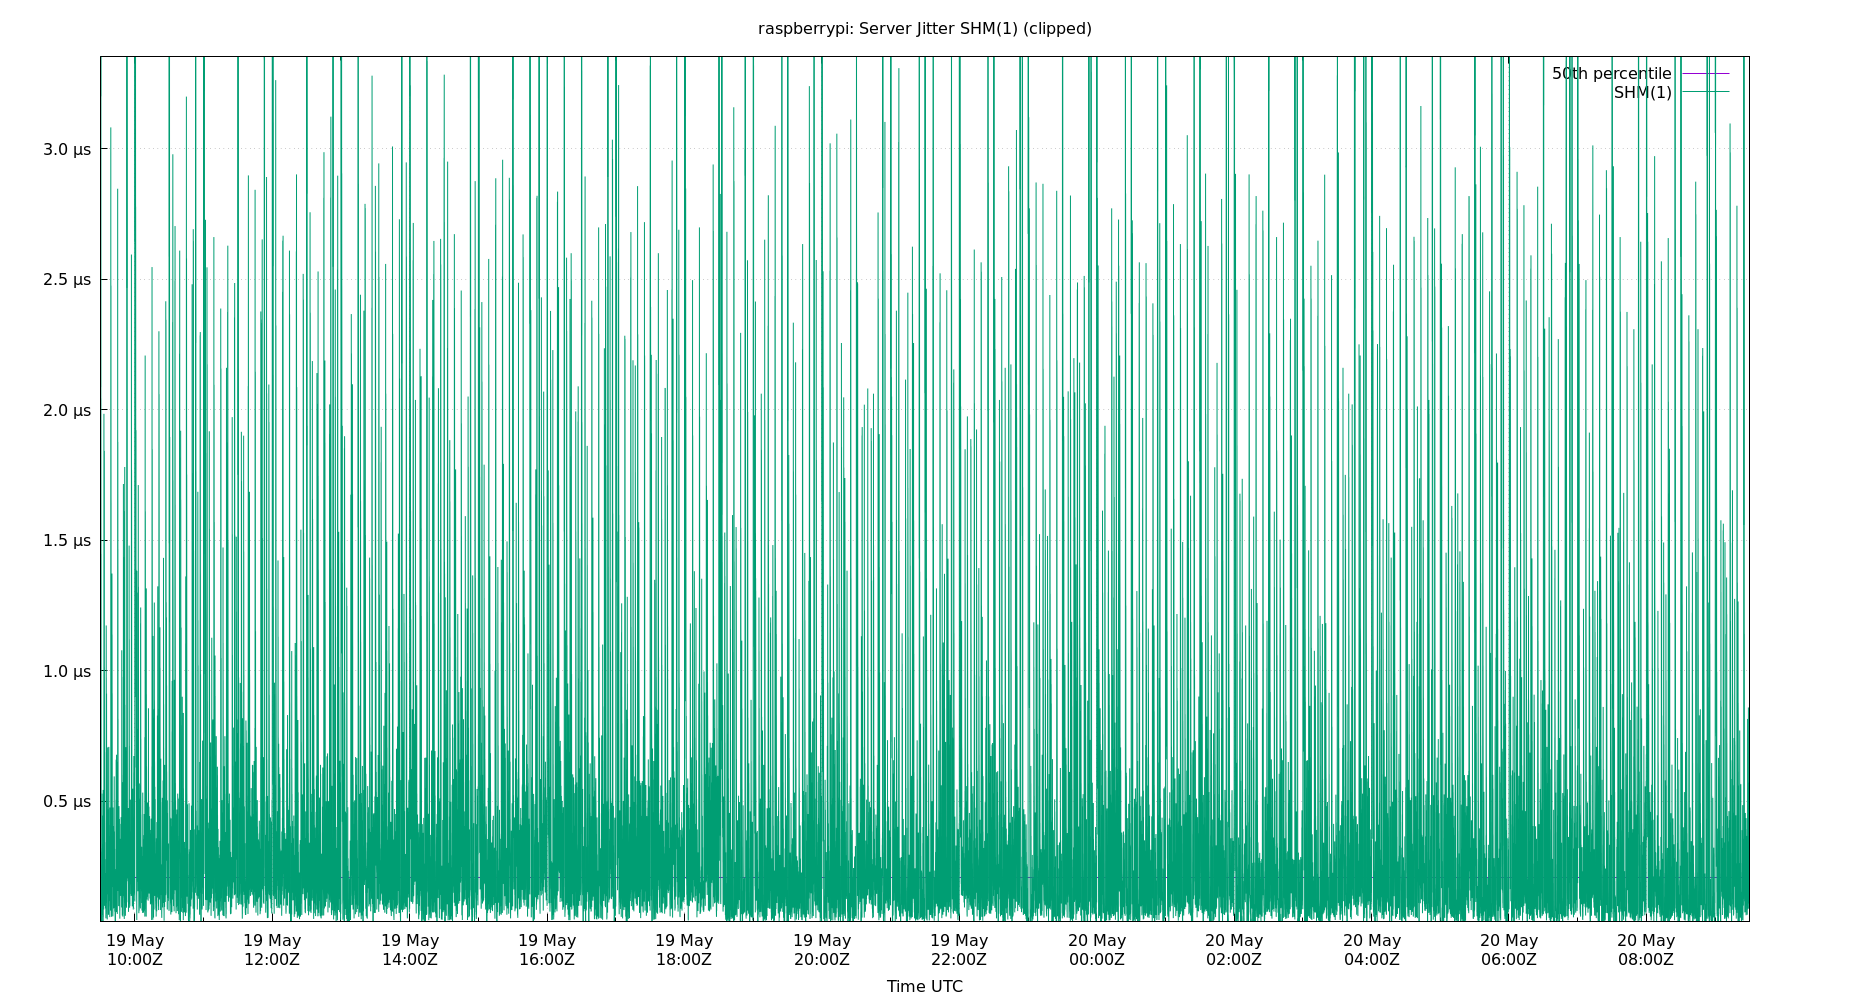 raspberrypi: Server Jitter SHM(1) (clipped)
50th percentile
SHM(1)
3.0 µs
2.5 µs
2.0 µs
1.5 µs
1.0 µs
0.5 µs
19 May 19 May 19 May 19 May 19 May 19 May 19 May 20 May 20 May 20 May 20 May 20 May
10:00Z 12:00Z 14:00Z 16:00Z 18:00Z 20:00Z 22:00Z 00:00Z 02:00Z 04:00Z 06:00Z 08:00Z
Time UTC